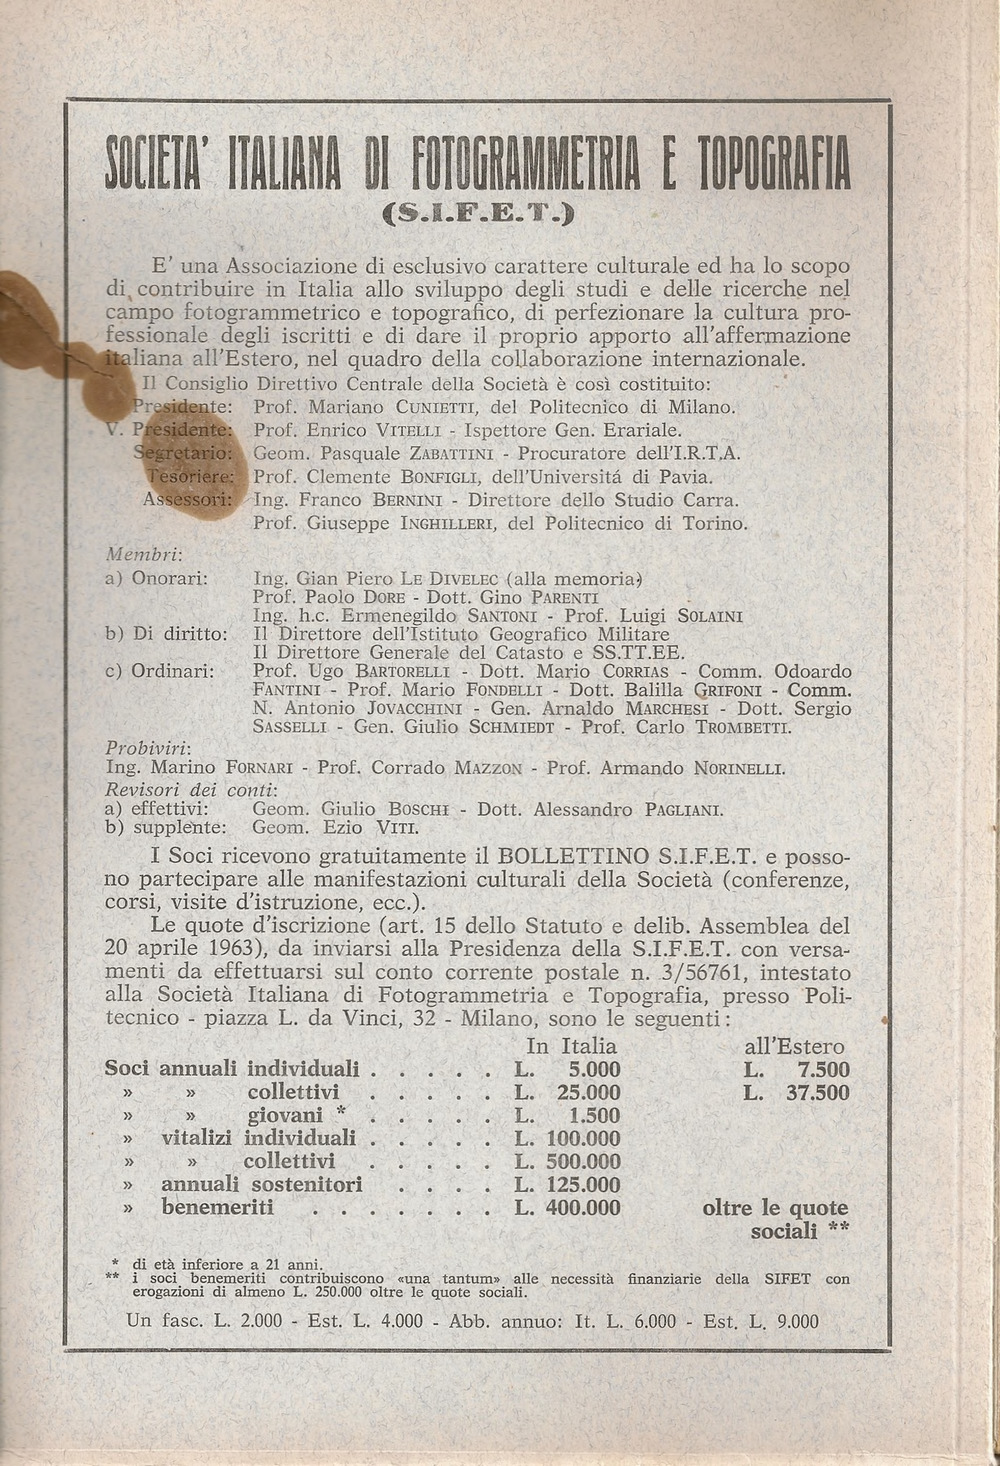 SOCIETA' ITALIANA DI FOTOGRAMMETRIA E TOPOGRAFIA
(S.I.F.E.T.)
E' una Associazione di esclusivo carattere culturale ed ha lo scopo
di contribuire in Italia allo sviluppo degli studi e delle ricerche nel
campo fotogrammetrico e topografico, di perfezionare la cultura pro-
fessionale degli iscritti e di dare il proprio apporto all'affermazione
italiana all'Estero, nel quadro della collaborazione internazionale.
Il Consiglio Direttivo Centrale della Società è così costituito:
Presidente: Prof. Mariano CUNIETTI, del Politecnico di Milano.
V. Presidente: Prof. Enrico VITELLI - Ispettore Gen. Erariale.
Segretario: Geom. Pasquale ZABATTINI - Procuratore dell'I.R.T.A.
Tesoriere: Prof. Clemente BONFIGLI, dell'Universitá di Pavia.
Assessori: Ing. Franco BERNINI - Direttore dello Studio Carra.
Prof. Giuseppe INGHILLERI, del Politecnico di Torino.
Membri:
a) Onorari: Ing. Gian Piero LE DIVELEC (alla memoria)
Prof. Paolo DORE - Dott. Gino PARENTI
Ing. h.c. Ermenegildo SANTONI - Prof. Luigi SOLAINI
b) Di diritto: Il Direttore dell'Istituto Geografico Militare
Il Direttore Generale del Catasto e SS.TT.EE.
c) Ordinari: Prof. Ugo BARTORELLI - Dott. Mario CORRIAS - Comm. Odoardo
FANTINI - Prof. Mario FONDELLI - Dott. Balilla GRIFONI - Comm.
N. Antonio JOVACCHINI - Gen. Arnaldo MARCHESI - Dott. Sergio
SASSELLI - Gen. Giulio SCHMIEDT - Prof. Carlo TROMBETTI.
Probiviri:
Ing. Marino FORNARI - Prof. Corrado MAZZON - Prof. Armando NORINELLI.
Revisori dei conti:
a) effettivi: Geom. Giulio BOSCHI - Dott. Alessandro PAGLIANI.
b) supplente: Geom. Ezio VITI.
I Soci ricevono gratuitamente il BOLLETTINO S.I.F.E.T. e posso-
no partecipare alle manifestazioni culturali della Società (conferenze,
corsi, visite d'istruzione, ecc.).
Le quote d'iscrizione (art. 15 dello Statuto e delib. Assemblea del
20 aprile 1963), da inviarsi alla Presidenza della S.I.F.E.T. con versa-
menti da effettuarsi sul conto corrente postale n. 3/56761, intestato
alla Società Italiana di Fotogrammetria e Topografia, presso Poli-
tecnico - piazza L. da Vinci, 32 - Milano, sono le seguenti:
In Italia all'Estero
Soci annuali individuali . . . . . L. 5.000 L. 7.500
» » collettivi . . . . . L. 25.000 L. 37.500
» » giovani * . . . . . L. 1.500
» vitalizi individuali . . . . . L. 100.000
» » collettivi . . . . . L. 500.000
» annuali sostenitori . . . . L. 125.000
» benemeriti . . . . . . . L. 400.000 oltre le quote
sociali **
* di età inferiore a 21 anni.
** i soci benemeriti contribuiscono «una tantum» alle necessità finanziarie della SIFET con
erogazioni di almeno L. 250.000 oltre le quote sociali.
Un fasc. L. 2.000 - Est. L. 4.000 - Abb. annuo: It. L. 6.000 - Est. L. 9.000